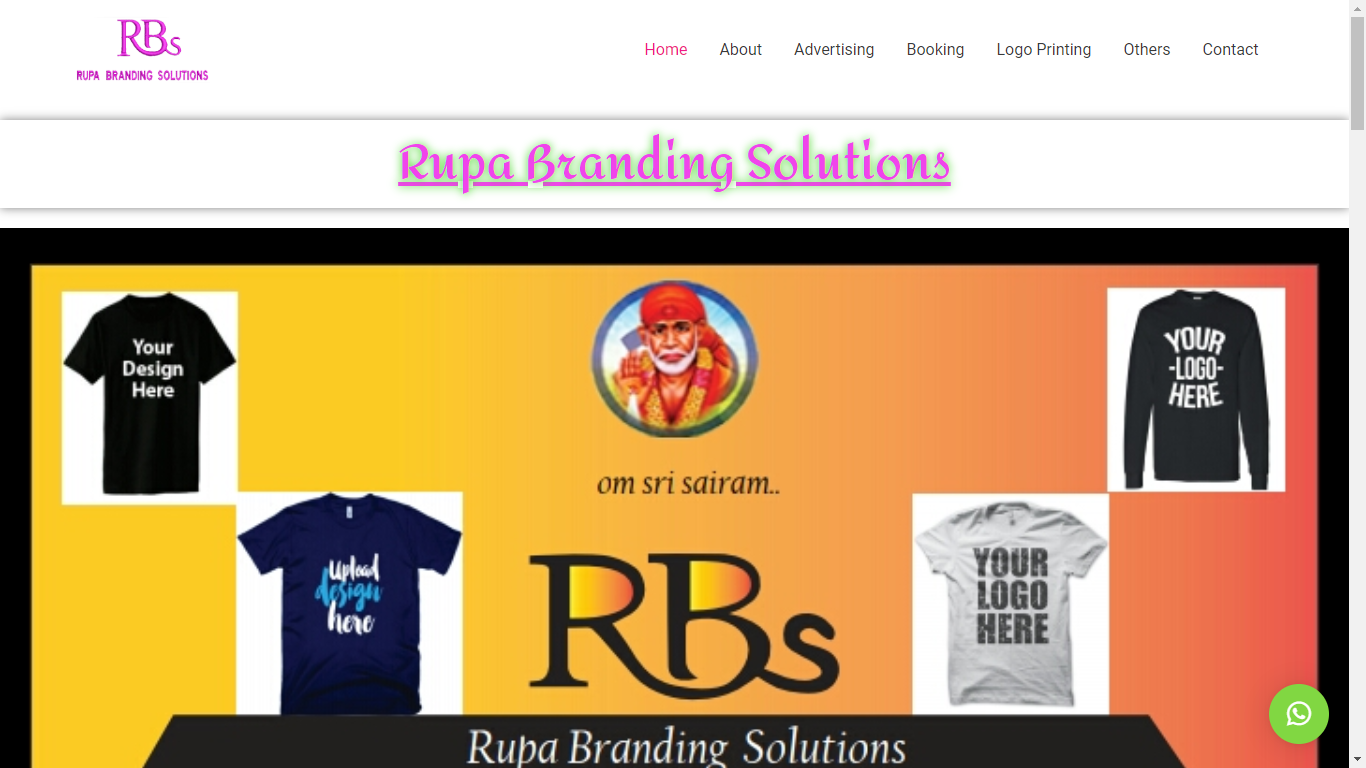 RBs
RUPA BRANDING SOLUTIONS
Home About Advertising Booking Logo Printing Others Contact
Rupa Branding Solutions
Your
Design
Here
YOUR
-LOGO-
HERE
om sri sairam..
Upload
design
here
YOUR
LOGO
HERE
RBs
Rupa Branding Solutions